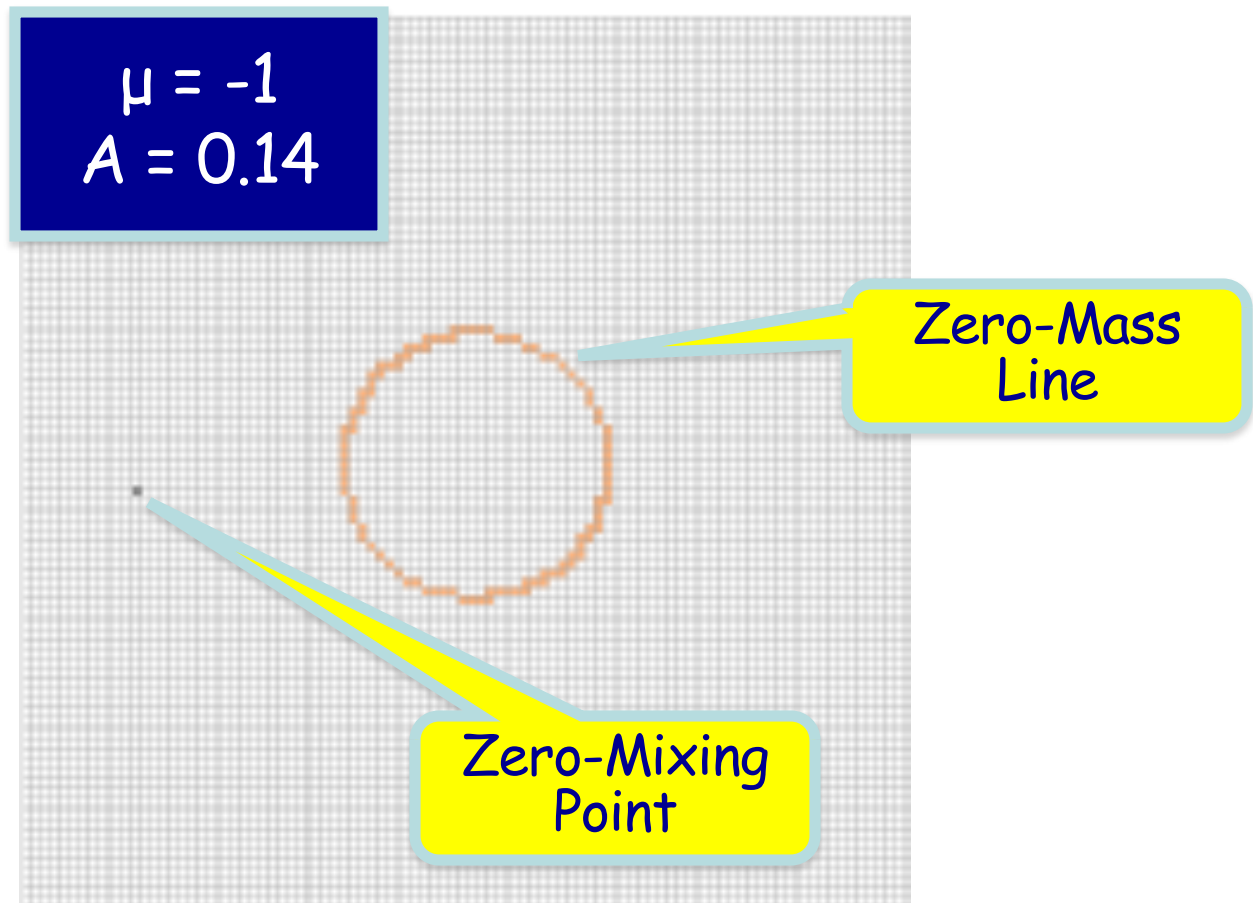 μ = -1
A = 0.14
Zero-Mass
Line
Zero-Mixing
Point